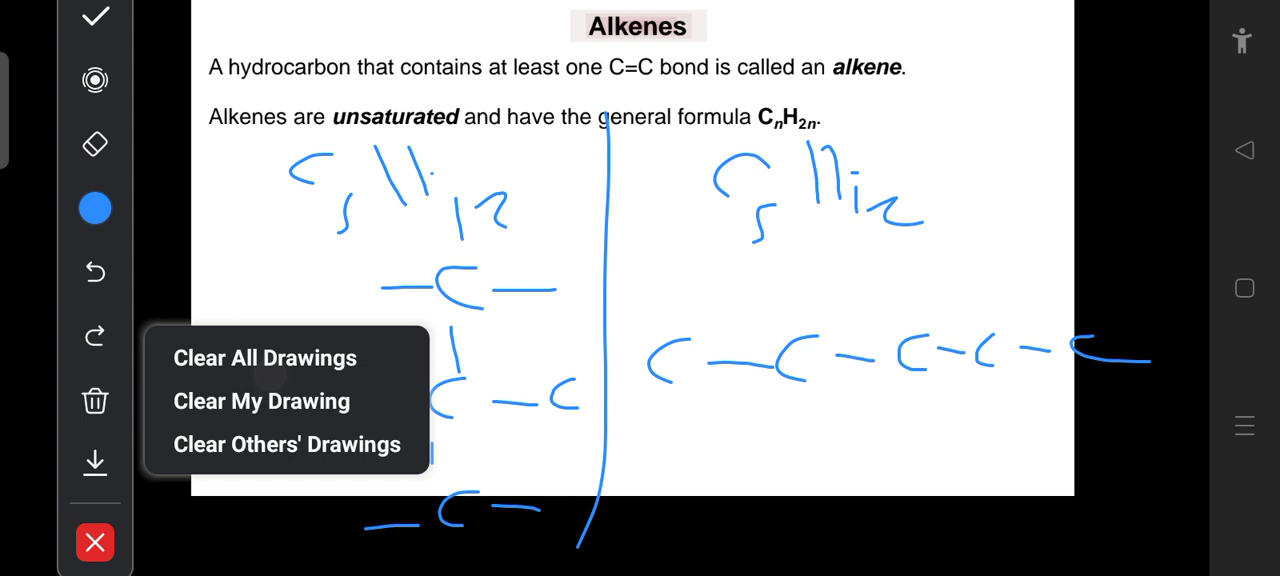 Alkenes
A hydrocarbon that contains at least one C=C bond is called an alkene.
Alkenes are unsaturated and have the general formula CnH2n.
C5H12
C5H12
–C–
Clear All Drawings
C – C – C – C – C –
Clear My Drawing
C – C
Clear Others' Drawings
–C–